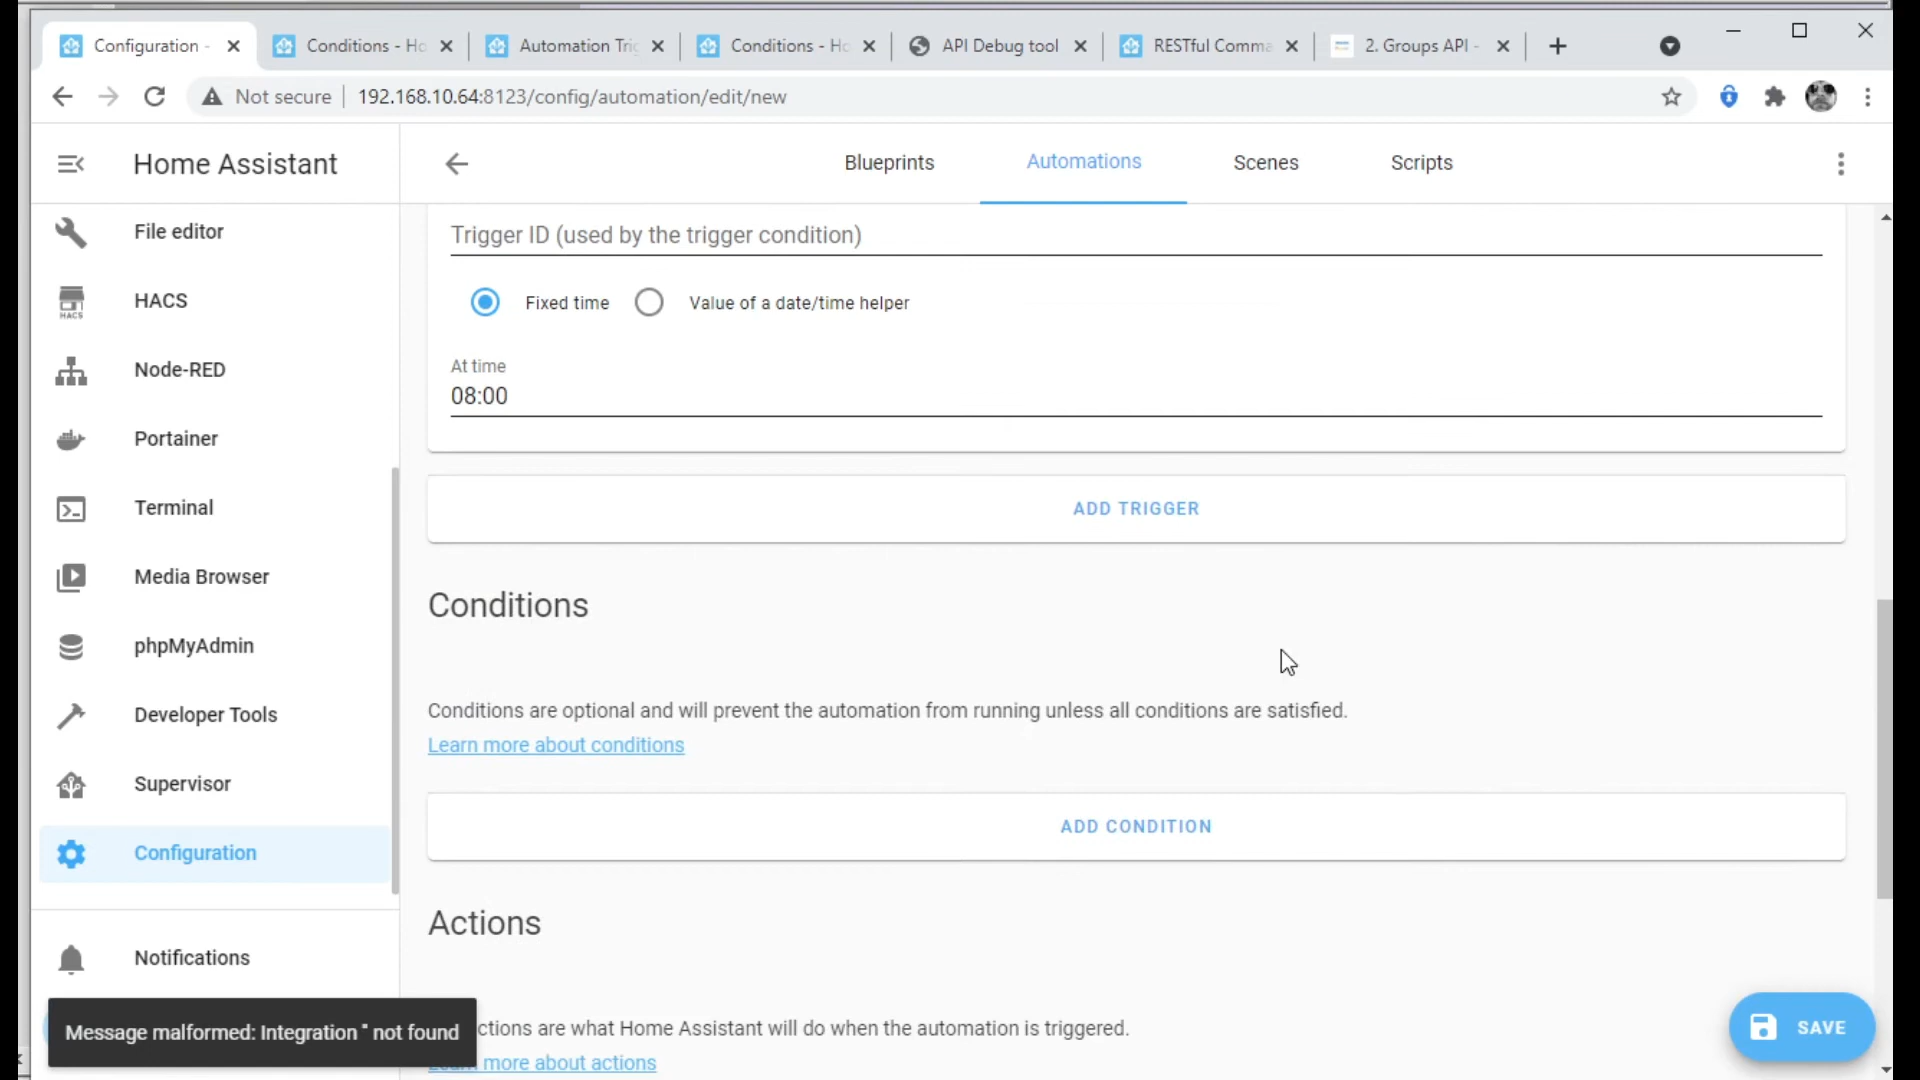 Configuration -
Conditions - Ho
Automation Tri
Conditions - Ho
API Debug tool
RESTful Comma
2. Groups API -
Not secure
192.168.10.64:8123/config/automation/edit/new
Home Assistant
Blueprints
Automations
Scenes
Scripts
File editor
HACS
HACS
Node-RED
Portainer
Terminal
Media Browser
phpMyAdmin
Developer Tools
Supervisor
Configuration
Notifications
Trigger ID (used by the trigger condition)
Fixed time
Value of a date/time helper
At time
08:00
ADD TRIGGER
Conditions
Conditions are optional and will prevent the automation from running unless all conditions are satisfied.
Learn more about conditions
ADD CONDITION
Actions
ctions are what Home Assistant will do when the automation is triggered.
more about actions
Message malformed: Integration '' not found
SAVE